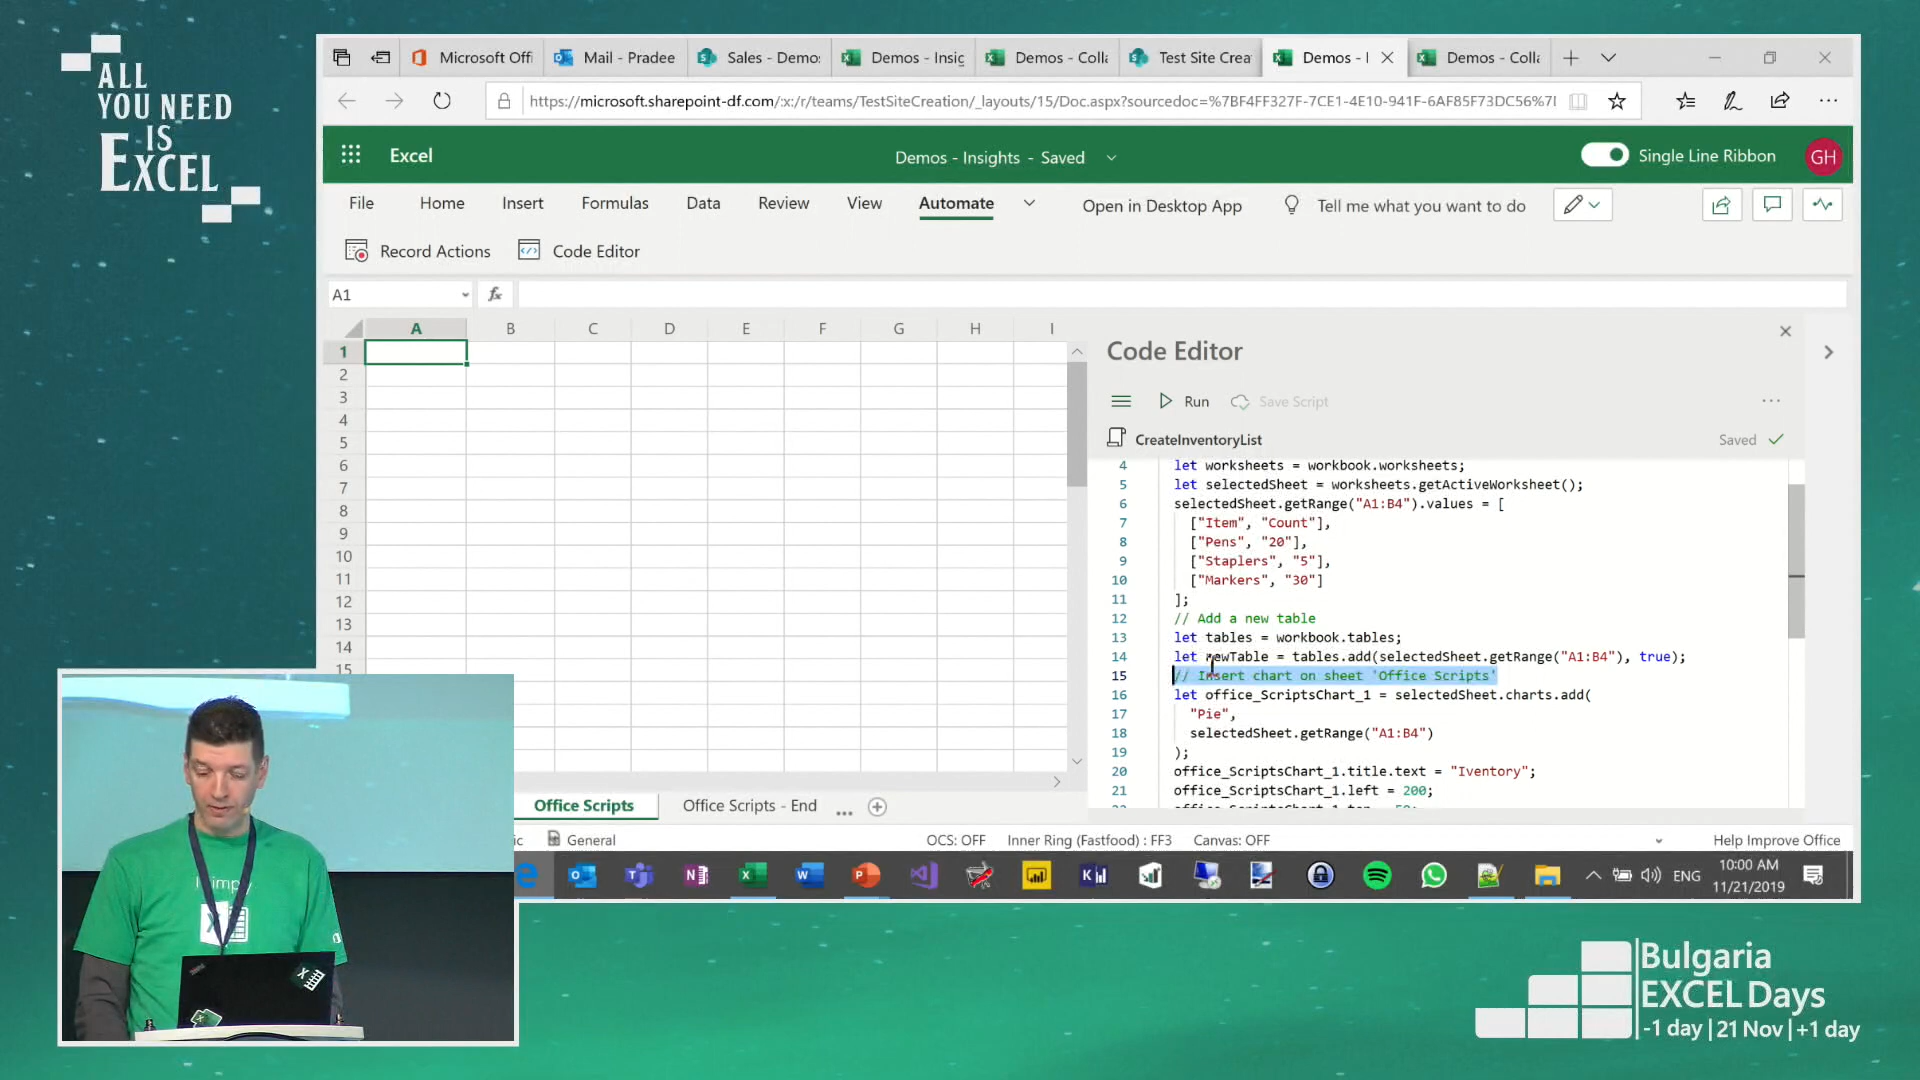 ALL
YOU NEED
IS
EXCEL
Microsoft Offi
Mail - Pradee
Sales - Demo
Demos - Insig
Demos - Colla
Test Site Crea
Demos - I
Demos - Colla
https://microsoft.sharepoint-df.com/:x:/r/teams/TestSiteCreation/_layouts/15/Doc.aspx?sourcedoc=%7BF4FF327F-7CE1-4E10-941F-6AF85F73DC56%7
Excel
Demos - Insights - Saved
Single Line Ribbon
GH
File Home Insert Formulas Data Review View Automate
Open in Desktop App
Tell me what you want to do
Record Actions
Code Editor
A1
fx
A B C D E F G H I
1
2
3
4
5
6
7
8
9
10
11
12
13
14
15
Code Editor
Run
Save Script
CreateInventoryList
Saved
4 let worksheets = workbook.worksheets;
5 let selectedSheet = worksheets.getActiveWorksheet();
6 selectedSheet.getRange("A1:B4").values = [
7 ["Item", "Count"],
8 ["Pens", "20"],
9 ["Staplers", "5"],
10 ["Markers", "30"]
11 ];
12 // Add a new table
13 let tables = workbook.tables;
14 let newTable = tables.add(selectedSheet.getRange("A1:B4"), true);
15 // Insert chart on sheet 'Office Scripts'
16 let office_ScriptsChart_1 = selectedSheet.charts.add(
17 "Pie",
18 selectedSheet.getRange("A1:B4")
19 );
20 office_ScriptsChart_1.title.text = "Iventory";
21 office_ScriptsChart_1.left = 200;
Office Scripts
Office Scripts - End
...
General
OCS: OFF
Inner Ring (Fastfood) : FF3
Canvas: OFF
Help Improve Office
ENG
10:00 AM
11/21/2019
Bulgaria
EXCEL Days
-1 day | 21 Nov | +1 day